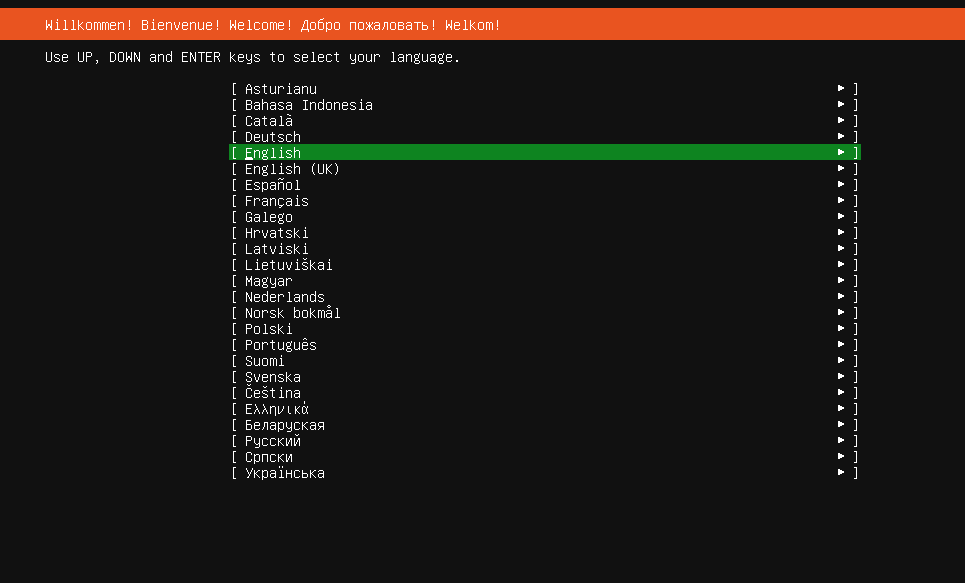 Willkommen! Bienvenue! Welcome! Добро пожаловать! Welkom!
Use UP, DOWN and ENTER keys to select your language.
[ Asturianu ► ]
[ Bahasa Indonesia ► ]
[ Català ► ]
[ Deutsch ► ]
[ English ► ]
[ English (UK) ► ]
[ Español ► ]
[ Français ► ]
[ Galego ► ]
[ Hrvatski ► ]
[ Latviski ► ]
[ Lietuviškai ► ]
[ Magyar ► ]
[ Nederlands ► ]
[ Norsk bokmål ► ]
[ Polski ► ]
[ Português ► ]
[ Suomi ► ]
[ Svenska ► ]
[ Čeština ► ]
[ Ελληνικά ► ]
[ Беларуская ► ]
[ Русский ► ]
[ Српски ► ]
[ Українська ► ]